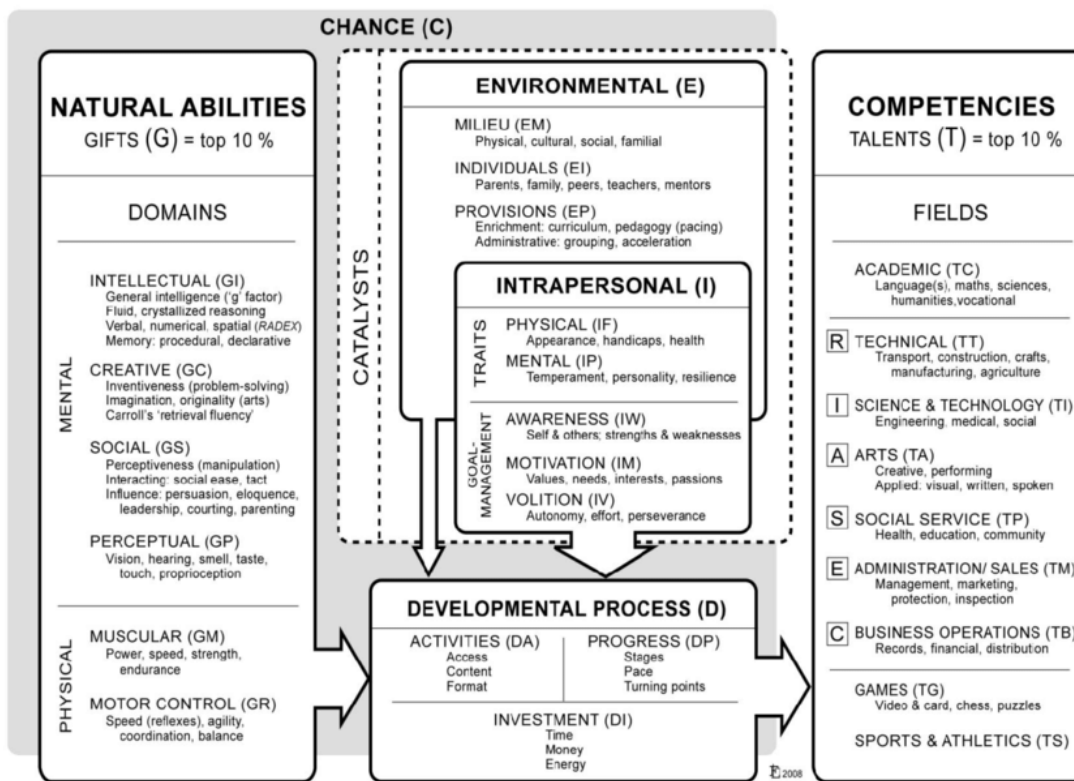 CHANCE (C)
NATURAL ABILITIES
GIFTS (G) = top 10 %
DOMAINS
MENTAL
INTELLECTUAL (GI)
General intelligence ('g' factor)
Fluid, crystallized reasoning
Verbal, numerical, spatial (RADEX)
Memory: procedural, declarative
CREATIVE (GC)
Inventiveness (problem-solving)
Imagination, originality (arts)
Carroll's 'retrieval fluency'
SOCIAL (GS)
Perceptiveness (manipulation)
Interacting: social ease, tact
Influence: persuasion, eloquence,
leadership, courting, parenting
PERCEPTUAL (GP)
Vision, hearing, smell, taste,
touch, proprioception
PHYSICAL
MUSCULAR (GM)
Power, speed, strength,
endurance
MOTOR CONTROL (GR)
Speed (reflexes), agility,
coordination, balance
CATALYSTS
ENVIRONMENTAL (E)
MILIEU (EM)
Physical, cultural, social, familial
INDIVIDUALS (EI)
Parents, family, peers, teachers, mentors
PROVISIONS (EP)
Enrichment: curriculum, pedagogy (pacing)
Administrative: grouping, acceleration
INTRAPERSONAL (I)
TRAITS
PHYSICAL (IF)
Appearance, handicaps, health
MENTAL (IP)
Temperament, personality, resilience
GOAL-
MANAGEMENT
AWARENESS (IW)
Self & others; strengths & weaknesses
MOTIVATION (IM)
Values, needs, interests, passions
VOLITION (IV)
Autonomy, effort, perseverance
DEVELOPMENTAL PROCESS (D)
ACTIVITIES (DA)
Access
Content
Format
PROGRESS (DP)
Stages
Pace
Turning points
INVESTMENT (DI)
Time
Money
Energy
2008
COMPETENCIES
TALENTS (T) = top 10 %
FIELDS
ACADEMIC (TC)
Language(s), maths, sciences,
humanities,vocational
R TECHNICAL (TT)
Transport, construction, crafts,
manufacturing, agriculture
I SCIENCE & TECHNOLOGY (TI)
Engineering, medical, social
A ARTS (TA)
Creative, performing
Applied: visual, written, spoken
S SOCIAL SERVICE (TP)
Health, education, community
E ADMINISTRATION/ SALES (TM)
Management, marketing,
protection, inspection
C BUSINESS OPERATIONS (TB)
Records, financial, distribution
GAMES (TG)
Video & card, chess, puzzles
SPORTS & ATHLETICS (TS)